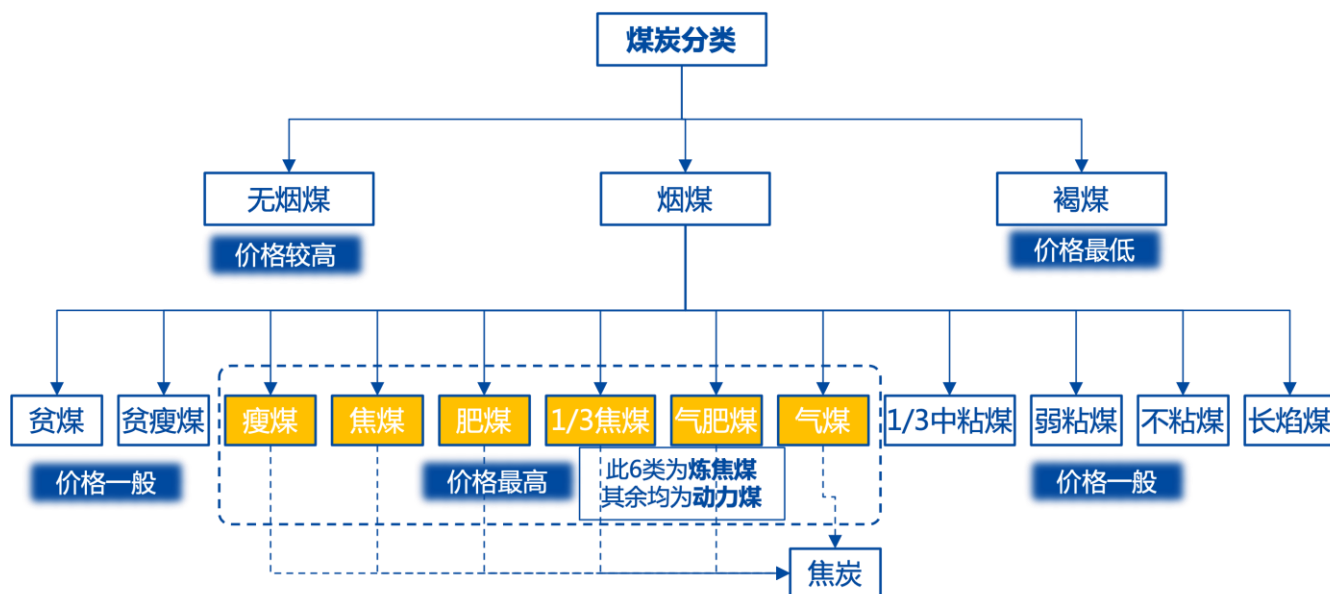 煤炭分类
无烟煤
烟煤
褐煤
价格较高
价格最低
贫煤
贫瘦煤
瘦煤
焦煤
肥煤
1/3焦煤
气肥煤
气煤
1/3中粘煤
弱粘煤
不粘煤
长焰煤
价格一般
价格最高
此6类为炼焦煤
其余均为动力煤
价格一般
焦炭